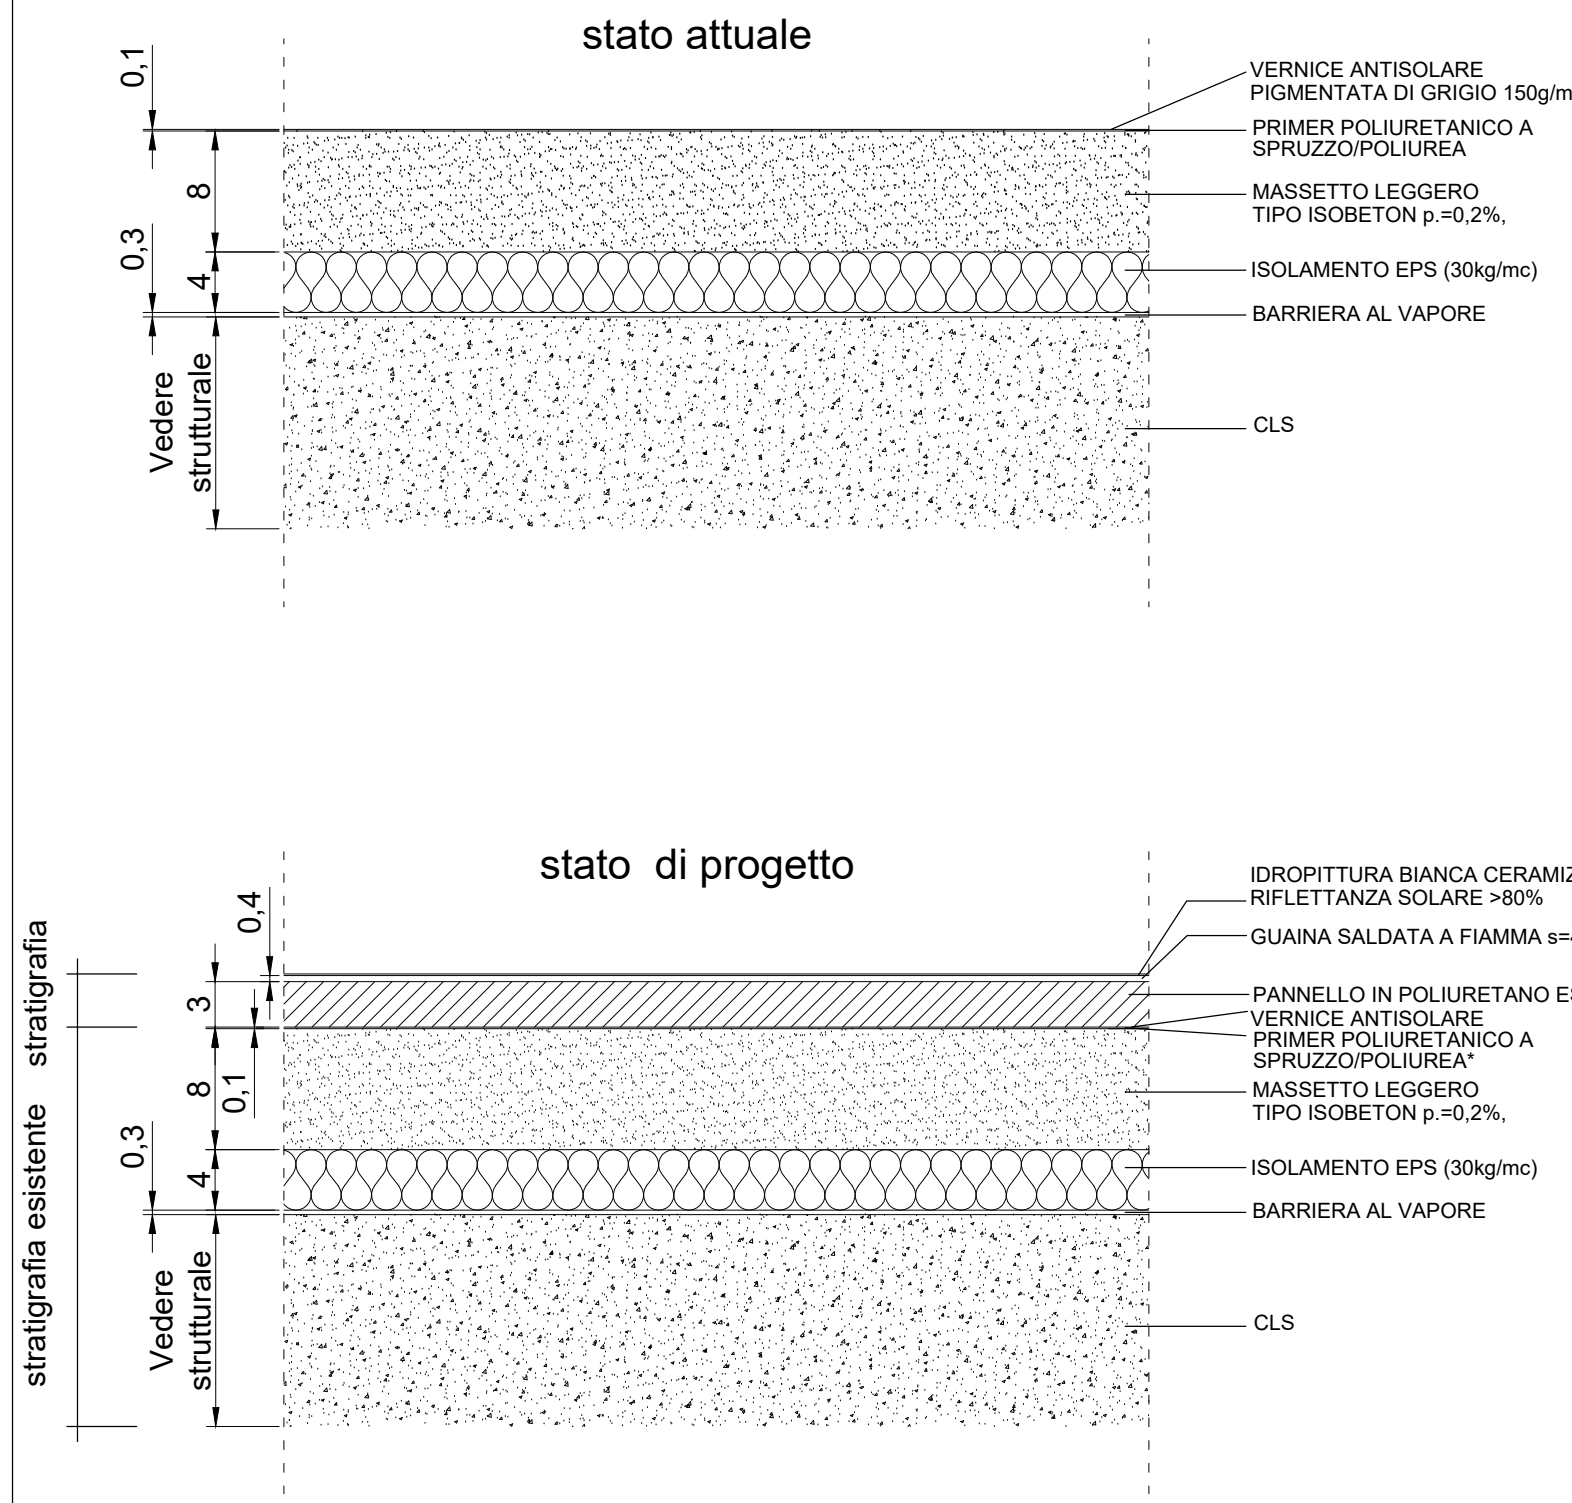 stato attuale
0,1
8
0,3
4
Vedere
strutturale
VERNICE ANTISOLARE
PIGMENTATA DI GRIGIO 150g/m
PRIMER POLIURETANICO A
SPRUZZO/POLIUREA
MASSETTO LEGGERO
TIPO ISOBETON p.=0,2%,
ISOLAMENTO EPS (30kg/mc)
BARRIERA AL VAPORE
CLS
stato di progetto
stratigrafia
stratigrafia esistente
0,4
3
8
0,1
0,3
4
Vedere
strutturale
IDROPITTURA BIANCA
RIFLETTANZA SOLARE >80%
GUAINA SALDATA A FIAMMA
PANNELLO IN POLIURETANO
VERNICE ANTISOLARE
PRIMER POLIURETANICO A
SPRUZZO/POLIUREA*
MASSETTO LEGGERO
TIPO ISOBETON p.=0,2%,
ISOLAMENTO EPS (30kg/mc)
BARRIERA AL VAPORE
CLS